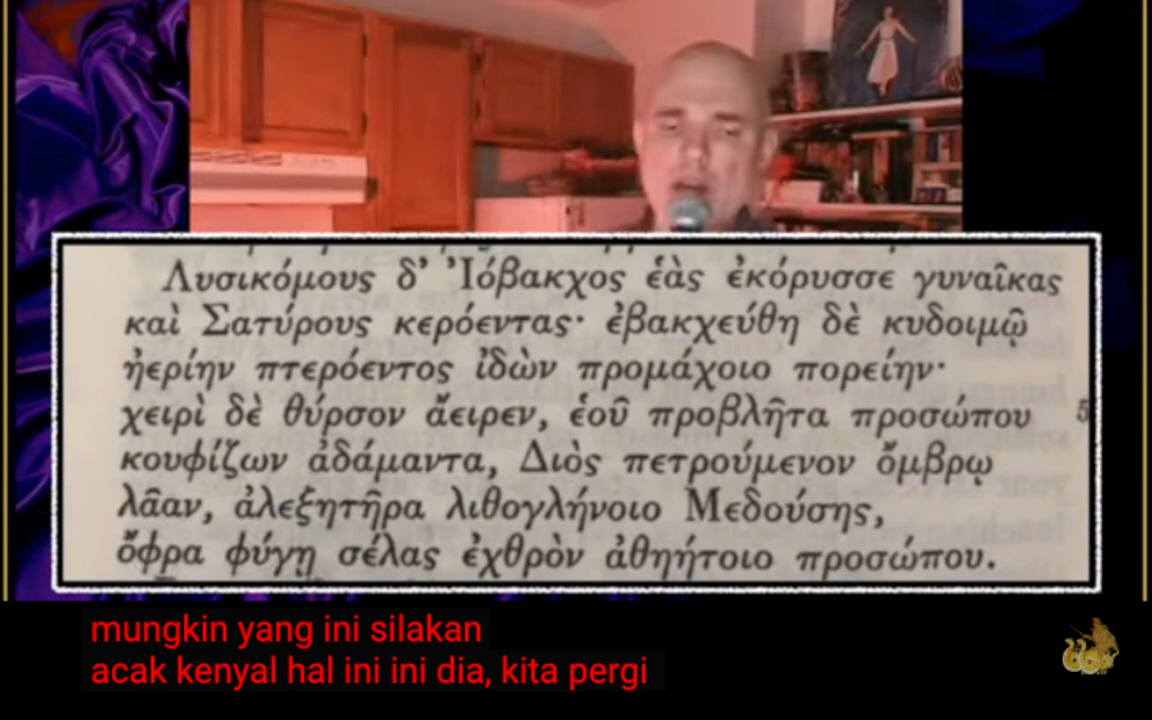 Λυσικόμους δ’ Ἰόβακχος ἑὰς ἐκόρυσσε γυναῖκας
καὶ Σατύρους κερόεντας· ἐβακχεύθη δὲ κυδοιμῷ
ἠερίην πτερόεντος ἰδὼν προμάχοιο πορείην·
χειρὶ δὲ θύρσον ἄειρεν, ἑοῦ προβλῆτα προσώπου 5
κουφίζων ἀδάμαντα, Διὸς πετρούμενον ὄμβρῳ
λᾶαν, ἀλεξητῆρα λιθογλήνοιο Μεδούσης,
ὄφρα φύγῃ σέλας ἐχθρὸν ἀθηήτοιο προσώπου.
mungkin yang ini silakan
acak kenyal hal ini ini dia, kita pergi